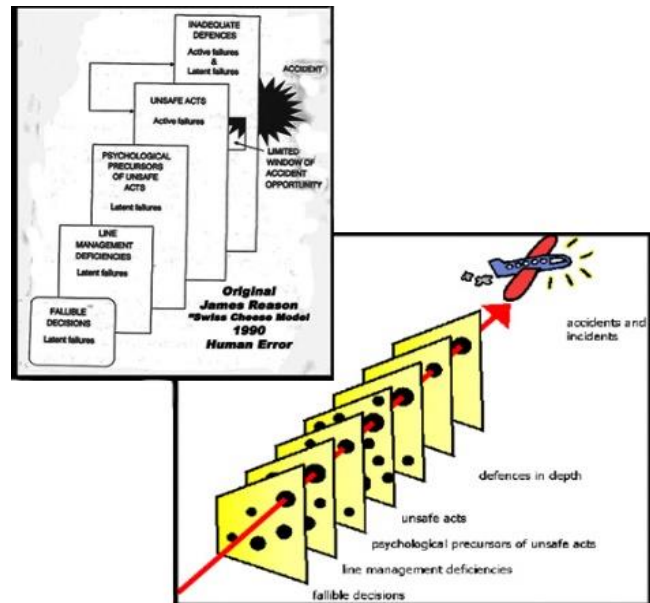 INADEQUATE
DEFENCES
Active failures
&
Latent failures
ACCIDENT
UNSAFE ACTS
Active failures
LIMITED
WINDOW OF
ACCIDENT
OPPORTUNITY
PSYCHOLOGICAL
PRECURSORS
OF UNSAFE
ACTS
Latent failures
LINE
MANAGEMENT
DEFICIENCIES
Latent failures
FALLIBLE
DECISIONS
Latent failures
Original
James Reason
"Swiss Cheese Model
1990
Human Error
accidents and
incidents
defences in depth
unsafe acts
psychological precursors of unsafe acts
line management deficiencies
fallible decisions